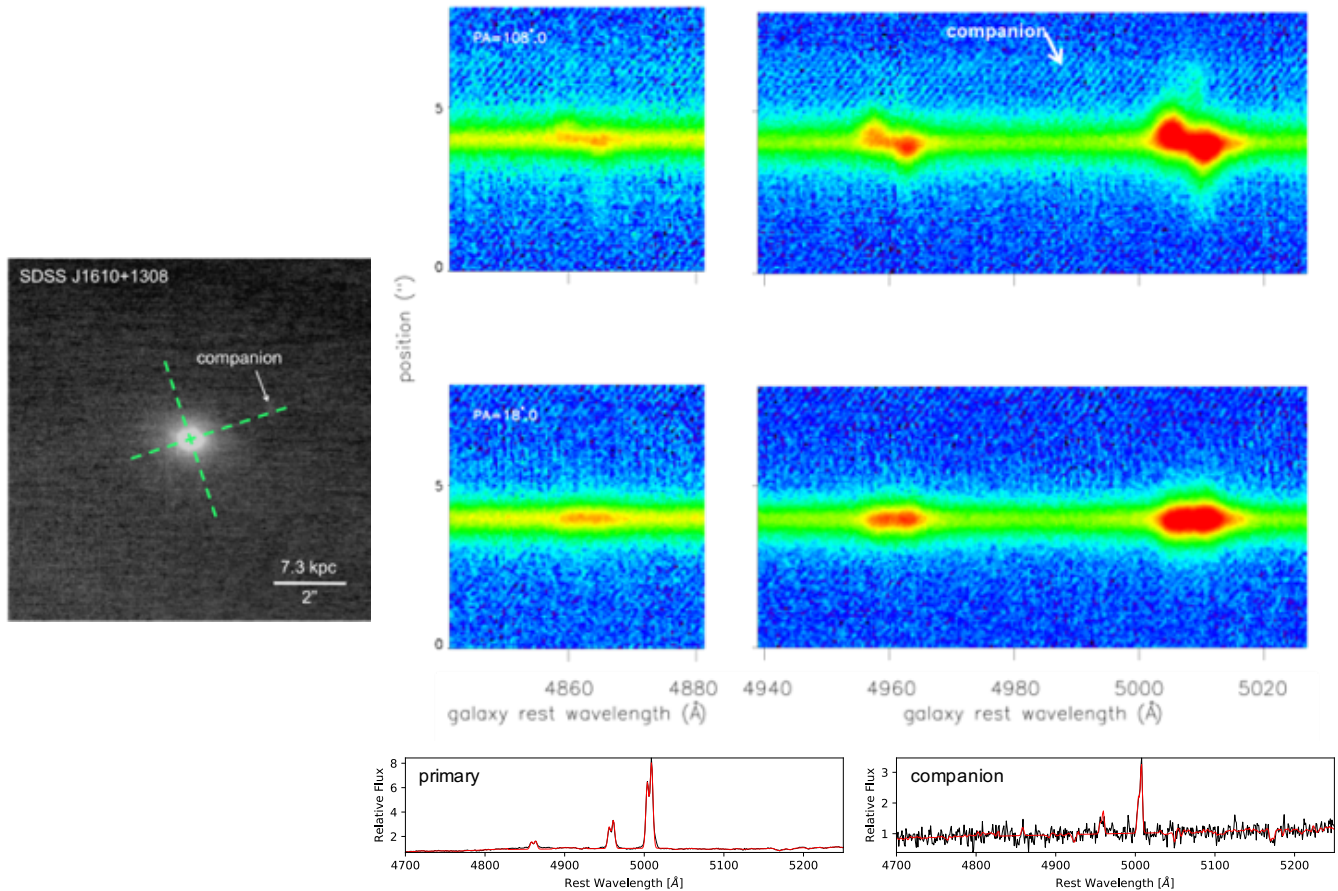 SDSS J1610+1308
companion
7.3 kpc
2"
position (")
PA=108°.0
companion
5
0
PA=18°.0
5
0
4860 4880
galaxy rest wavelength (Å)
4940 4960 4980 5000 5020
galaxy rest wavelength (Å)
primary
Relative Flux
8
6
4
2
4700 4800 4900 5000 5100 5200
Rest Wavelength [Å]
companion
Relative Flux
3
2
1
4700 4800 4900 5000 5100 5200
Rest Wavelength [Å]